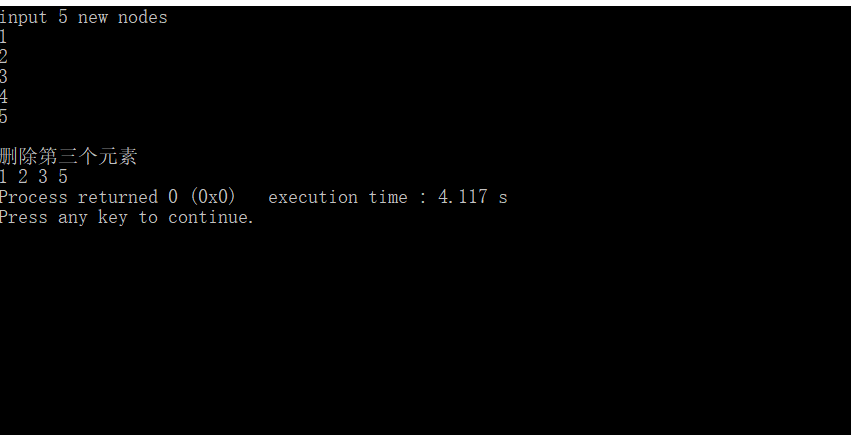 input 5 new nodes
1
2
3
4
5
删除第三个元素
1 2 3 5
Process returned 0 (0x0)   execution time : 4.117 s
Press any key to continue.